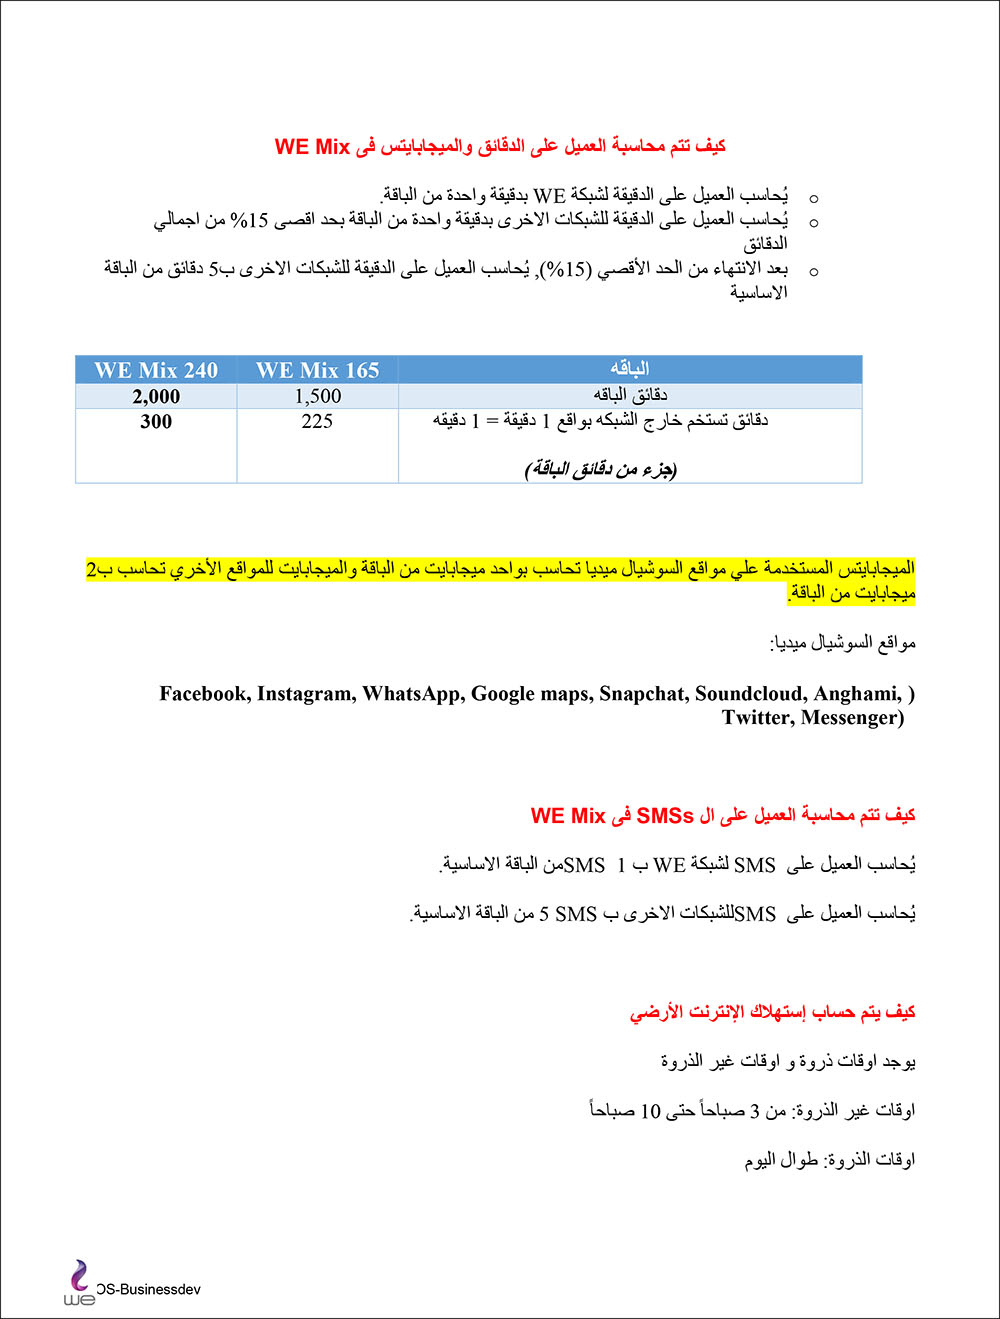 كيف تتم محاسبة العميل على الدقائق والميجابايتس فى WE Mix
o يُحاسب العميل على الدقيقة لشبكة WE بدقيقة واحدة من الباقة.
o يُحاسب العميل على الدقيقة للشبكات الاخرى بدقيقة واحدة من الباقة بحد اقصى 15% من اجمالي
الدقائق
o بعد الانتهاء من الحد الأقصي (15%), يُحاسب العميل على الدقيقة للشبكات الاخرى ب5 دقائق من الباقة
الاساسية
الباقه WE Mix 165 WE Mix 240
دقائق الباقه 1,500 2,000
دقائق تستخم خارج الشبكه بواقع 1 دقيقة = 1 دقيقه 225 300
(جزء من دقائق الباقة)
الميجابايتس المستخدمة علي مواقع السوشيال ميديا تحاسب بواحد ميجابايت من الباقة والميجابايت للمواقع الأخري تحاسب ب2
ميجابايت من الباقة.
مواقع السوشيال ميديا:
Facebook, Instagram, WhatsApp, Google maps, Snapchat, Soundcloud, Anghami, )
Twitter, Messenger)
كيف تتم محاسبة العميل على ال SMSs فى WE Mix
يُحاسب العميل على SMS لشبكة WE ب 1 SMSمن الباقة الاساسية.
يُحاسب العميل على SMSللشبكات الاخرى ب 5 SMS من الباقة الاساسية.
كيف يتم حساب إستهلاك الإنترنت الأرضي
يوجد اوقات ذروة و اوقات غير الذروة
اوقات غير الذروة: من 3 صباحاً حتى 10 صباحاً
اوقات الذروة: طوال اليوم
we OS-Businessdev